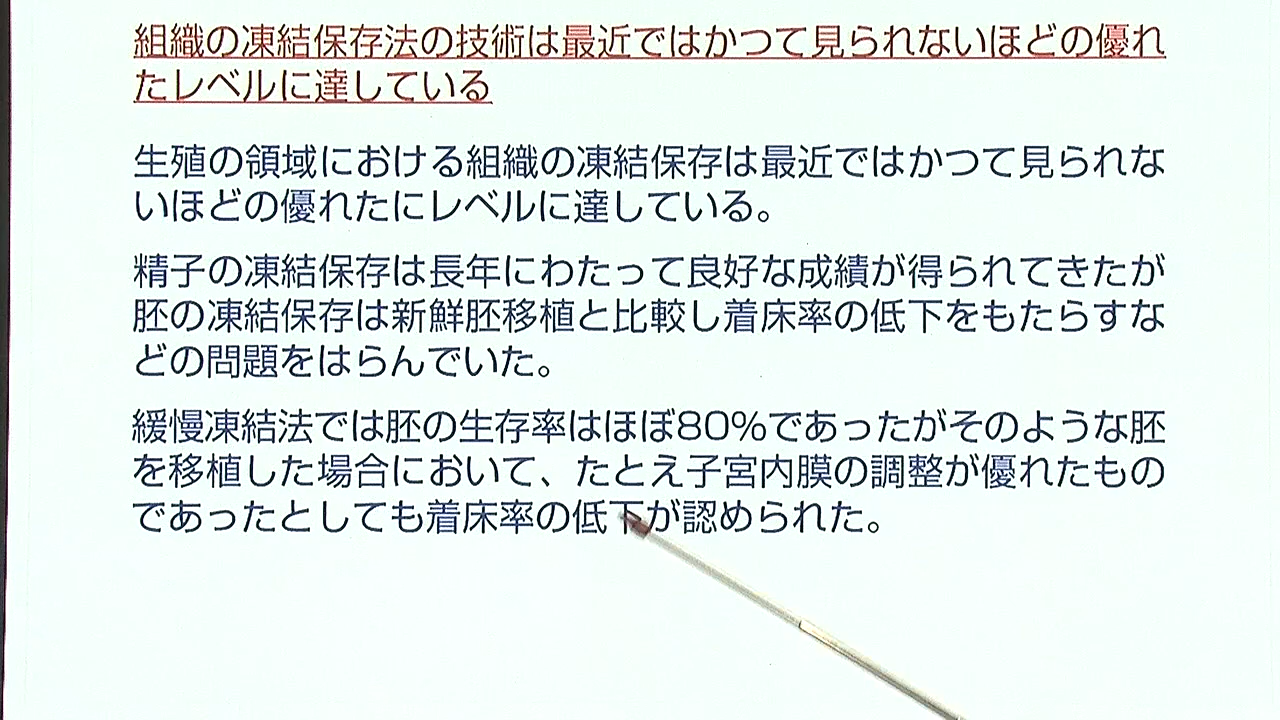 組織の凍結保存法の技術は最近ではかつて見られないほどの優れ
たレベルに達している
生殖の領域における組織の凍結保存は最近ではかつて見られな
いほどの優れたにレベルに達している。
精子の凍結保存は長年にわたって良好な成績が得られてきたが
胚の凍結保存は新鮮胚移植と比較し着床率の低下をもたらすな
どの問題をはらんでいた。
緩慢凍結法では胚の生存率はほぼ80%であったがそのような胚
を移植した場合において、たとえ子宮内膜の調整が優れたもの
であったとしても着床率の低下が認められた。